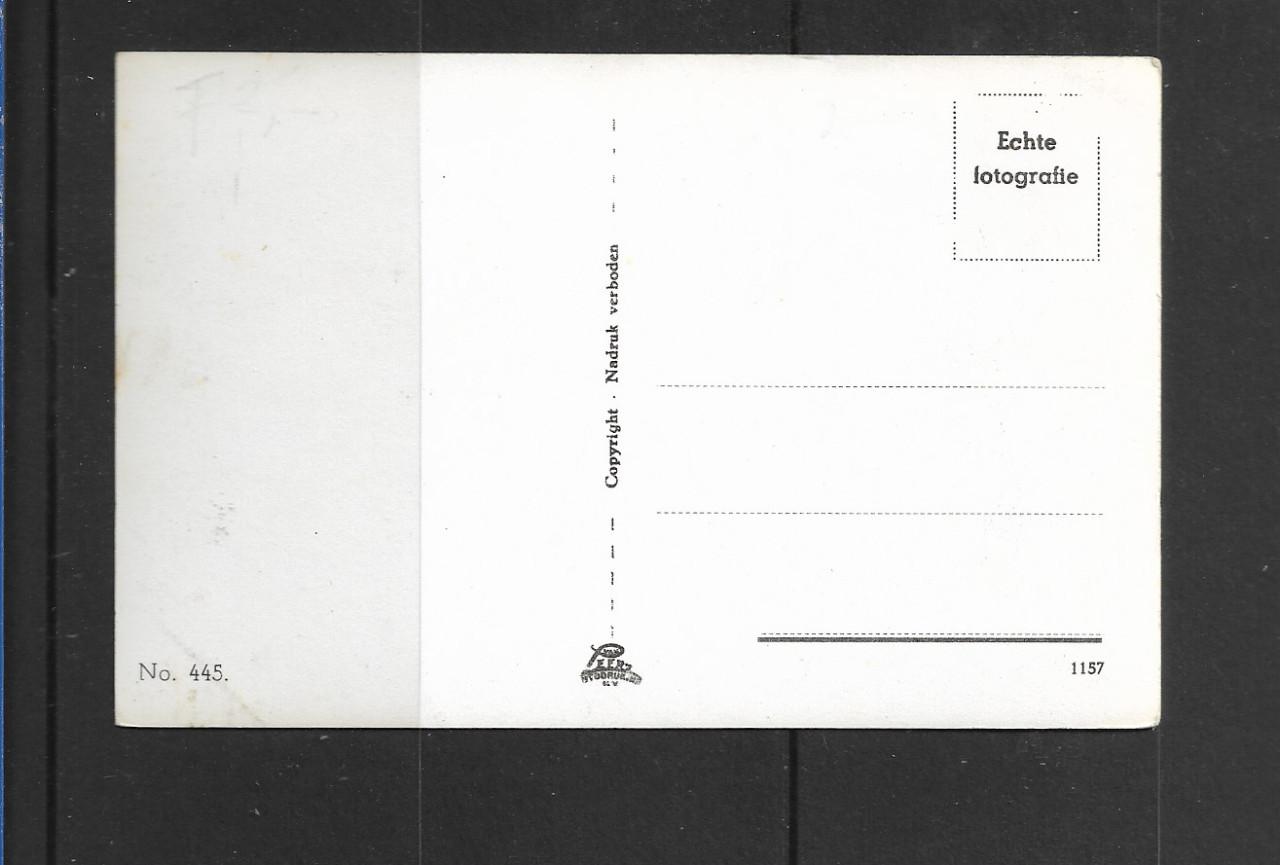 Echte
fotografie
Copyright · Nadruk verboden
No. 445.
1157